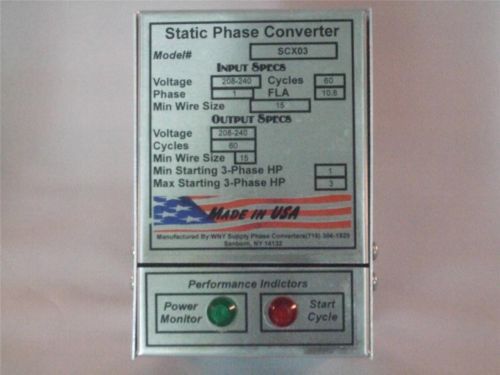 Static Phase Converter
Model# SCX03
INPUT SPECS
Voltage 208-240 Cycles 60
Phase 1 FLA 10.8
Min Wire Size 15
OUTPUT SPECS
Voltage 208-240
Cycles 60
Min Wire Size 15
Min Starting 3-Phase HP 1
Max Starting 3-Phase HP 3
MADE IN USA
Manufactured By:WNY Supply Phase Converters(716)
Sanborn, NY 14132
Performance Indictors
Power Monitor
Start Cycle